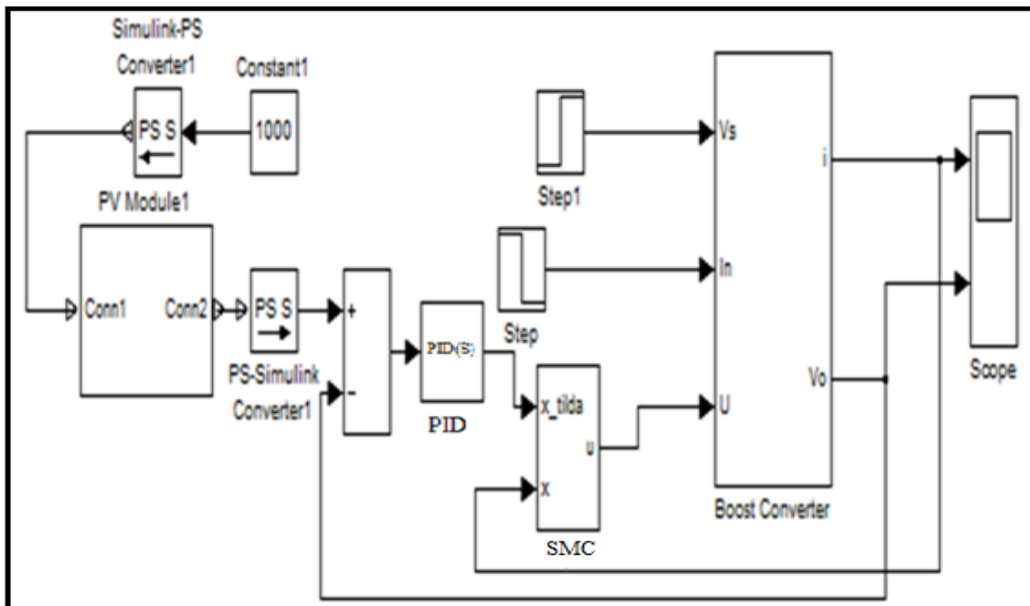 Simulink-PS
Converter1
Constant1
PS S
1000
PV Module1
Conn1
Conn2
PS S
PS-Simulink
Converter1
+
−
PID(S)
PID
Step1
Step
x_tilda
u
x
SMC
Vs
In
U
i
Vo
Boost Converter
Scope